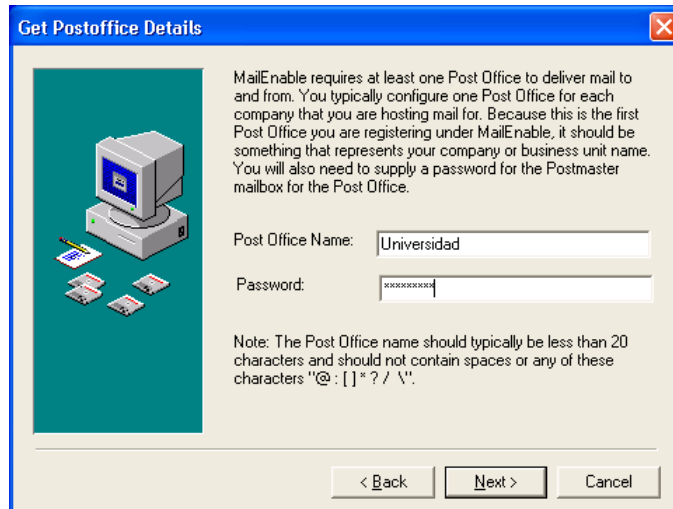 Get Postoffice Details
MailEnable requires at least one Post Office to deliver mail to
and from. You typically configure one Post Office for each
company that you are hosting mail for. Because this is the first
Post Office you are registering under MailEnable, it should be
something that represents your company or business unit name.
You will also need to supply a password for the Postmaster
mailbox for the Post Office.
Post Office Name: Universidad
Password: *********
Note: The Post Office name should typically be less than 20
characters and should not contain spaces or any of these
characters "@ : [ ] * ? / \".
< Back Next > Cancel